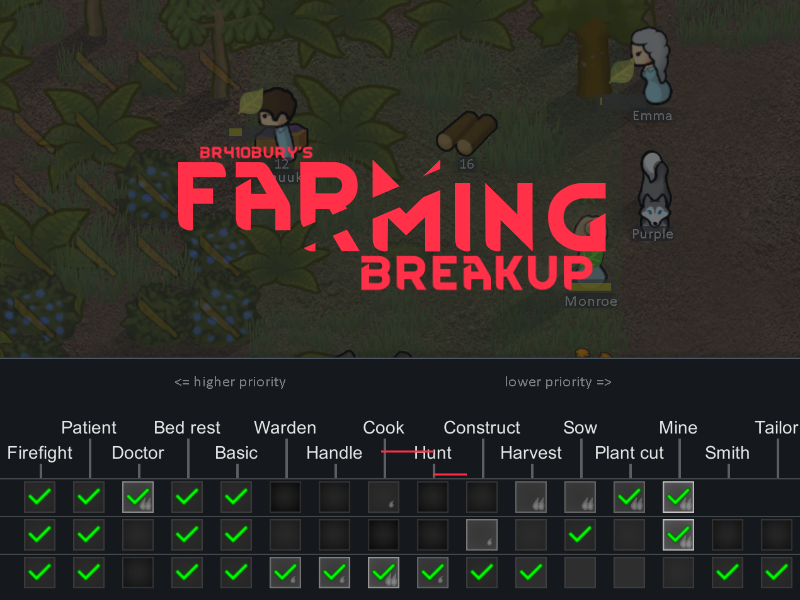 Emma
BR410BURY'S
12
16
FARMING
Purple
BREAKUP
Monroe
<= higher priority
lower priority =>
Patient Bed rest Warden Cook Construct Sow Mine Tailor
Firefight Doctor Basic Handle Hunt Harvest Plant cut Smith